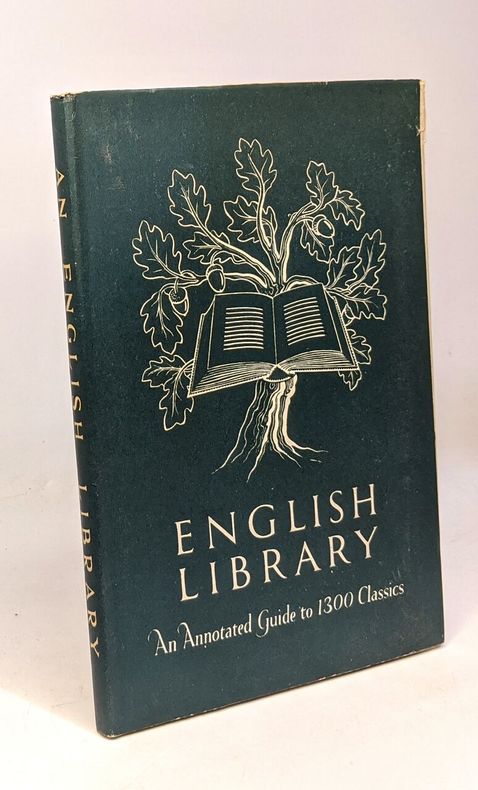 AN ENGLISH LIBRARY
ENGLISH
LIBRARY
An Annotated Guide to 1300 Classics